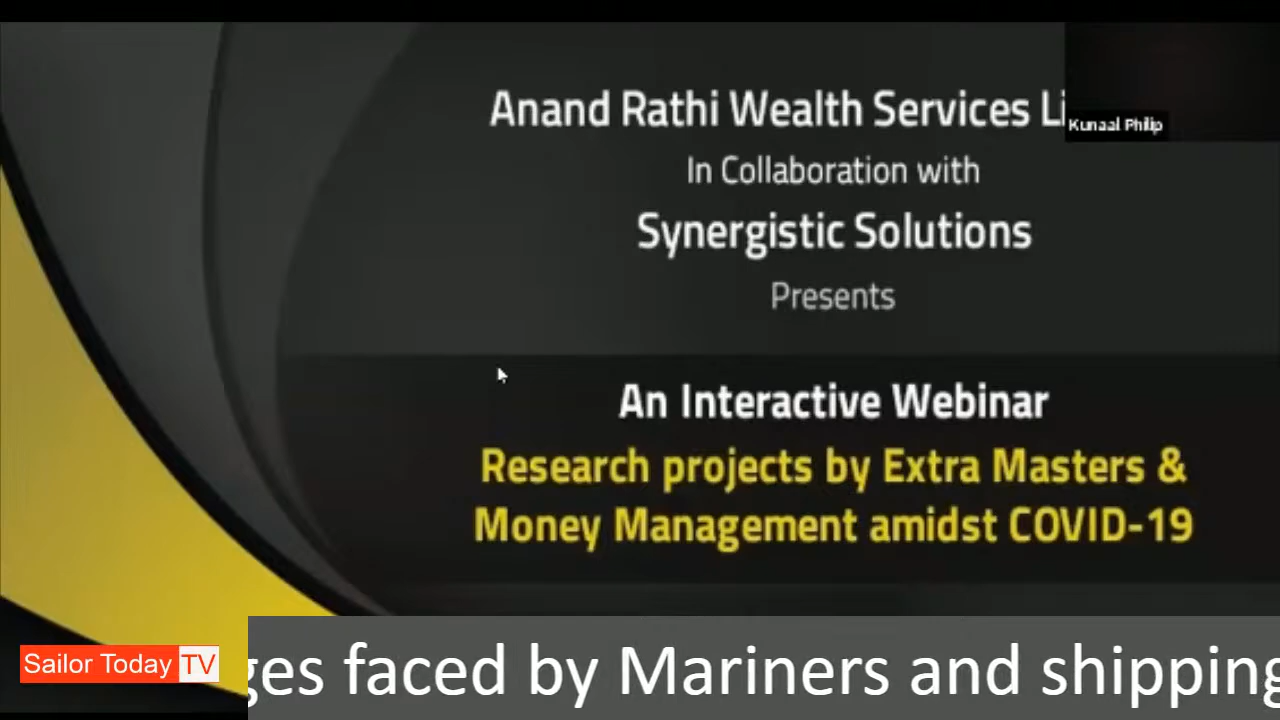 Anand Rathi Wealth Services Li
Kunaal Philip
In Collaboration with
Synergistic Solutions
Presents
An Interactive Webinar
Research projects by Extra Masters &
Money Management amidst COVID-19
Sailor Today TV
ges faced by Mariners and shipping